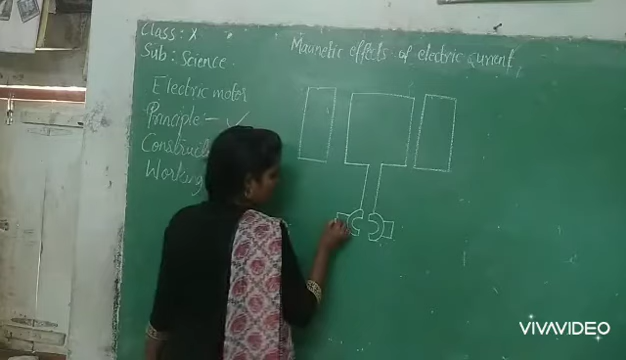 Class : X
Sub : Science
Magnetic effects of electric current
Electric motor
Principle - ✓
Working
VIVAVIDEO